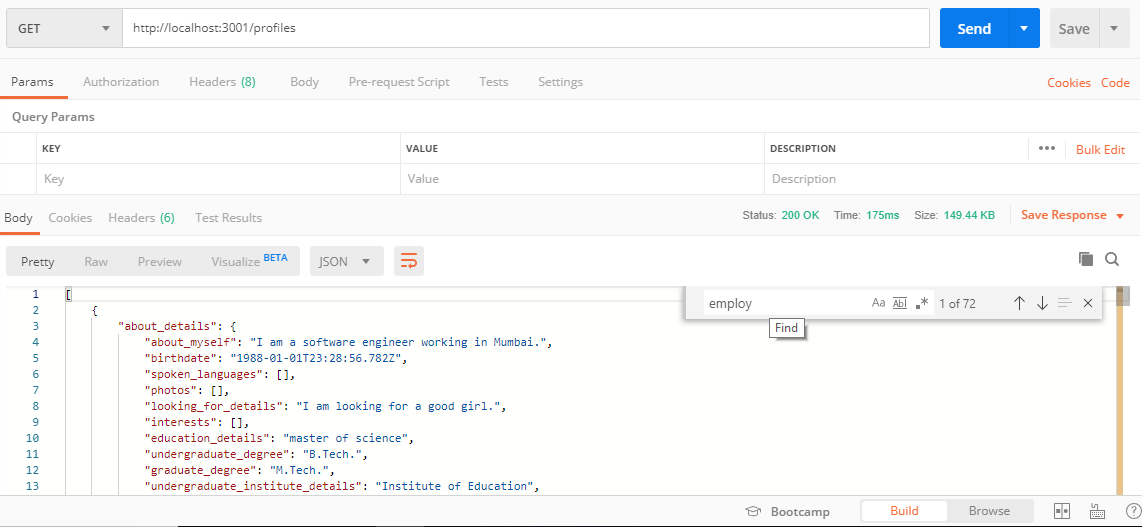 GET http://localhost:3001/profiles Send Save
Params Authorization Headers (8) Body Pre-request Script Tests Settings Cookies Code
Query Params
KEY VALUE DESCRIPTION ••• Bulk Edit
Key Value Description
Body Cookies Headers (6) Test Results Status: 200 OK Time: 175ms Size: 149.44 KB Save Response
Pretty Raw Preview Visualize BETA JSON
employ Aa Abl .* 1 of 72
Find
1 [
2 {
3 "about_details": {
4 "about_myself": "I am a software engineer working in Mumbai.",
5 "birthdate": "1988-01-01T23:28:56.782Z",
6 "spoken_languages": [],
7 "photos": [],
8 "looking_for_details": "I am looking for a good girl.",
9 "interests": [],
10 "education_details": "master of science",
11 "undergraduate_degree": "B.Tech.",
12 "graduate_degree": "M.Tech.",
13 "undergraduate_institute_details": "Institute of Education",
Bootcamp Build Browse ?